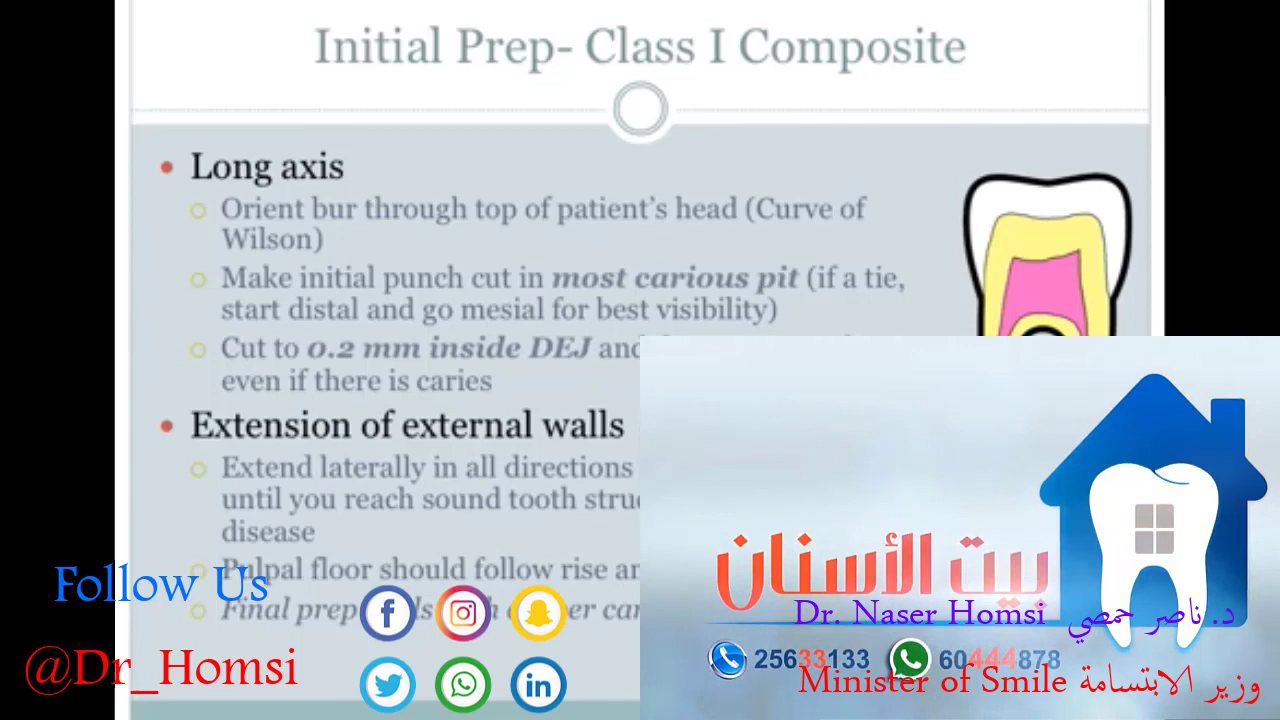 Initial Prep- Class I Composite
Long axis
Orient bur through top of patient's head (Curve of
Wilson)
Make initial punch cut in most carious pit (if a tie,
start distal and go mesial for best visibility)
Cut to 0.2 mm inside DEJ and
even if there is caries
Extension of external walls
Extend laterally in all directions
until you reach sound tooth
disease
Pulpal floor should follow rise
Final prep
Follow Us
@Dr_Homsi
بيت الأسنان
Dr. Naser Homsi د. ناصر حمصي
25633133 60444878
Minister of Smile وزير الابتسامة